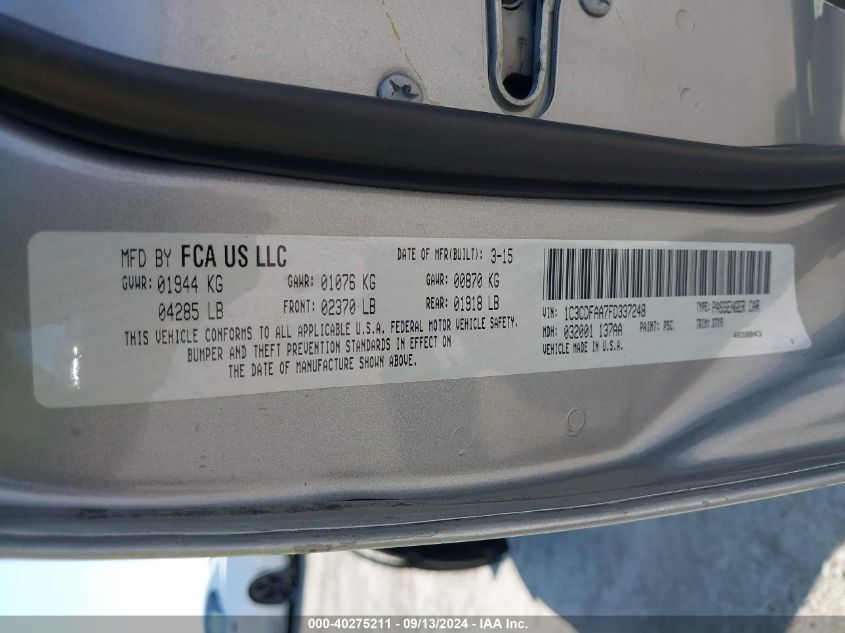 MFD BY FCA US LLC
DATE OF MFR(BUILT): 3-15
GVWR: 01944 KG GAWR: 01076 KG GAWR: 00870 KG
04285 LB FRONT: 02370 LB REAR: 01918 LB
THIS VEHICLE CONFORMS TO ALL APPLICABLE U.S.A. FEDERAL MOTOR VEHICLE SAFETY,
BUMPER AND THEFT PREVENTION STANDARDS IN EFFECT ON
THE DATE OF MANUFACTURE SHOWN ABOVE.
VIN: 1C3CDFAA7FD337248 TYPE: PASSENGER CAR
MDH: 032001 137AA PAINT: PSC TRIM:
VEHICLE MADE IN U.S.A. 4658043
000-40275211 - 09/13/2024 - IAA Inc.